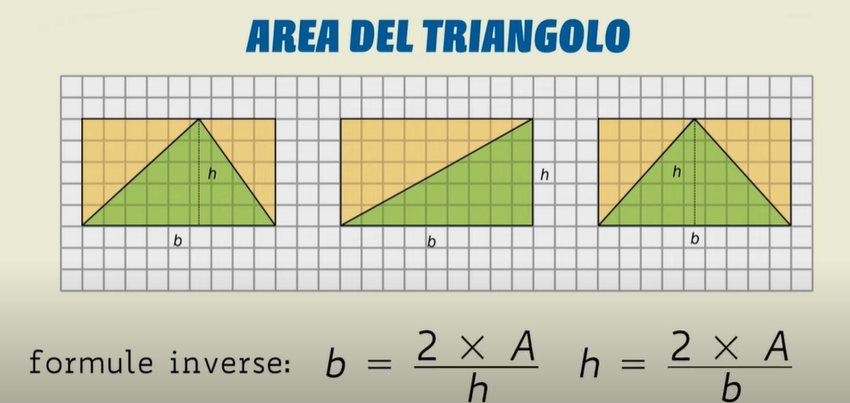 AREA DEL TRIANGOLO
h
h
h
b
b
b
formule inverse: b = 2 × A / h h = 2 × A / b